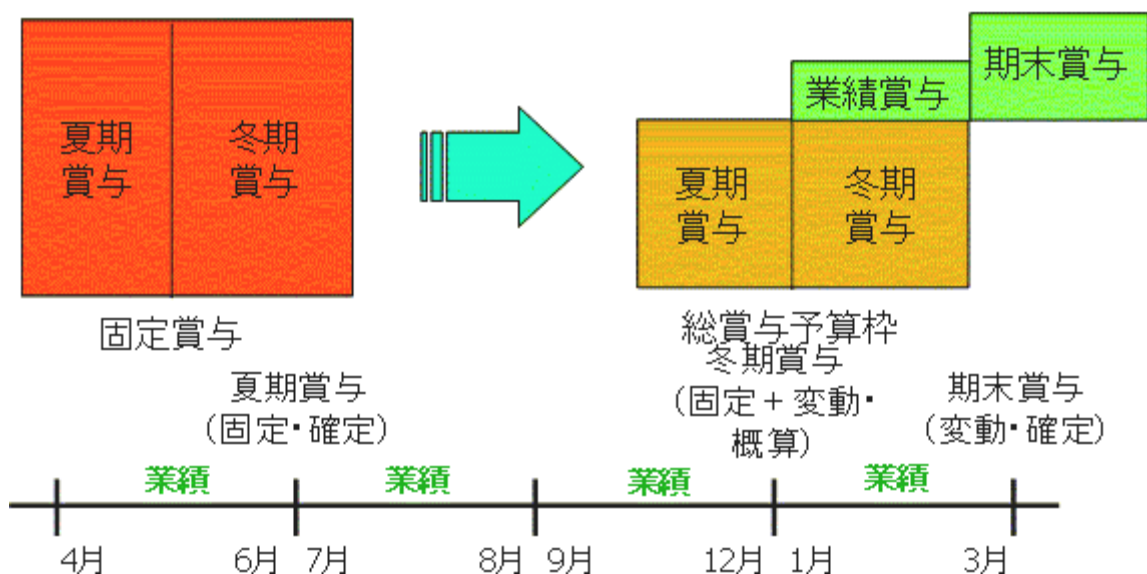 夏期
賞与
冬期
賞与
固定賞与
業績賞与
期末賞与
夏期
賞与
冬期
賞与
総賞与予算枠
夏期賞与
(固定・確定)
冬期賞与
(固定+変動・
概算)
期末賞与
(変動・確定)
業績
業績
業績
業績
4月
6月
7月
8月
9月
12月
1月
3月